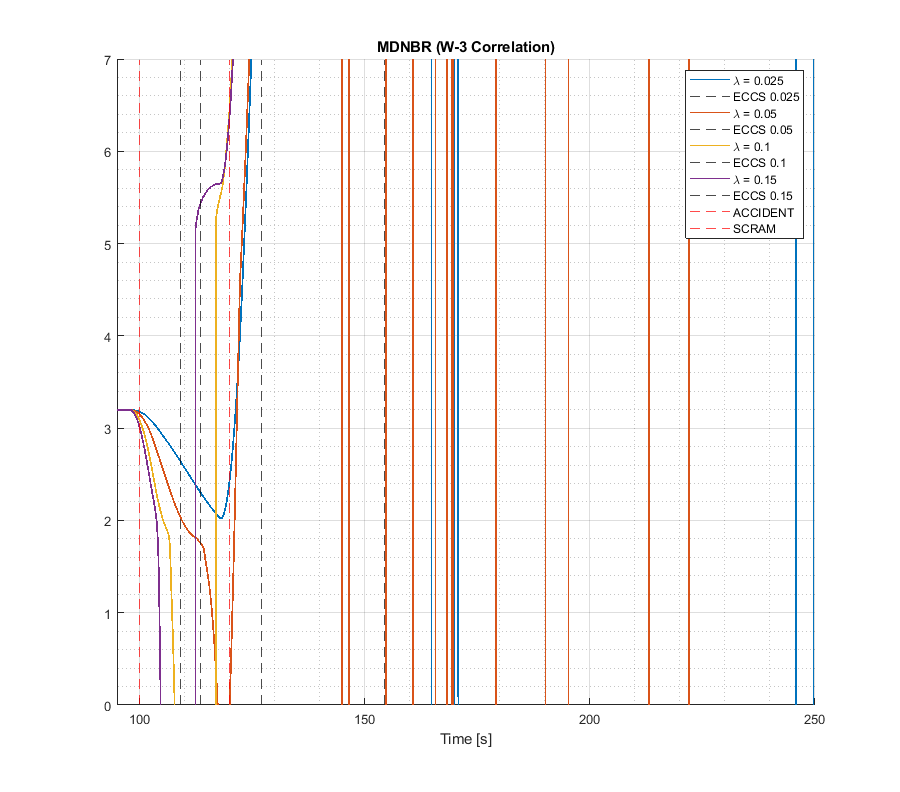 MDNBR (W-3 Correlation)
7
6
5
4
3
2
1
0
100
150
200
250
Time [s]
λ = 0.025
ECCS 0.025
λ = 0.05
ECCS 0.05
λ = 0.1
ECCS 0.1
λ = 0.15
ECCS 0.15
ACCIDENT
SCRAM